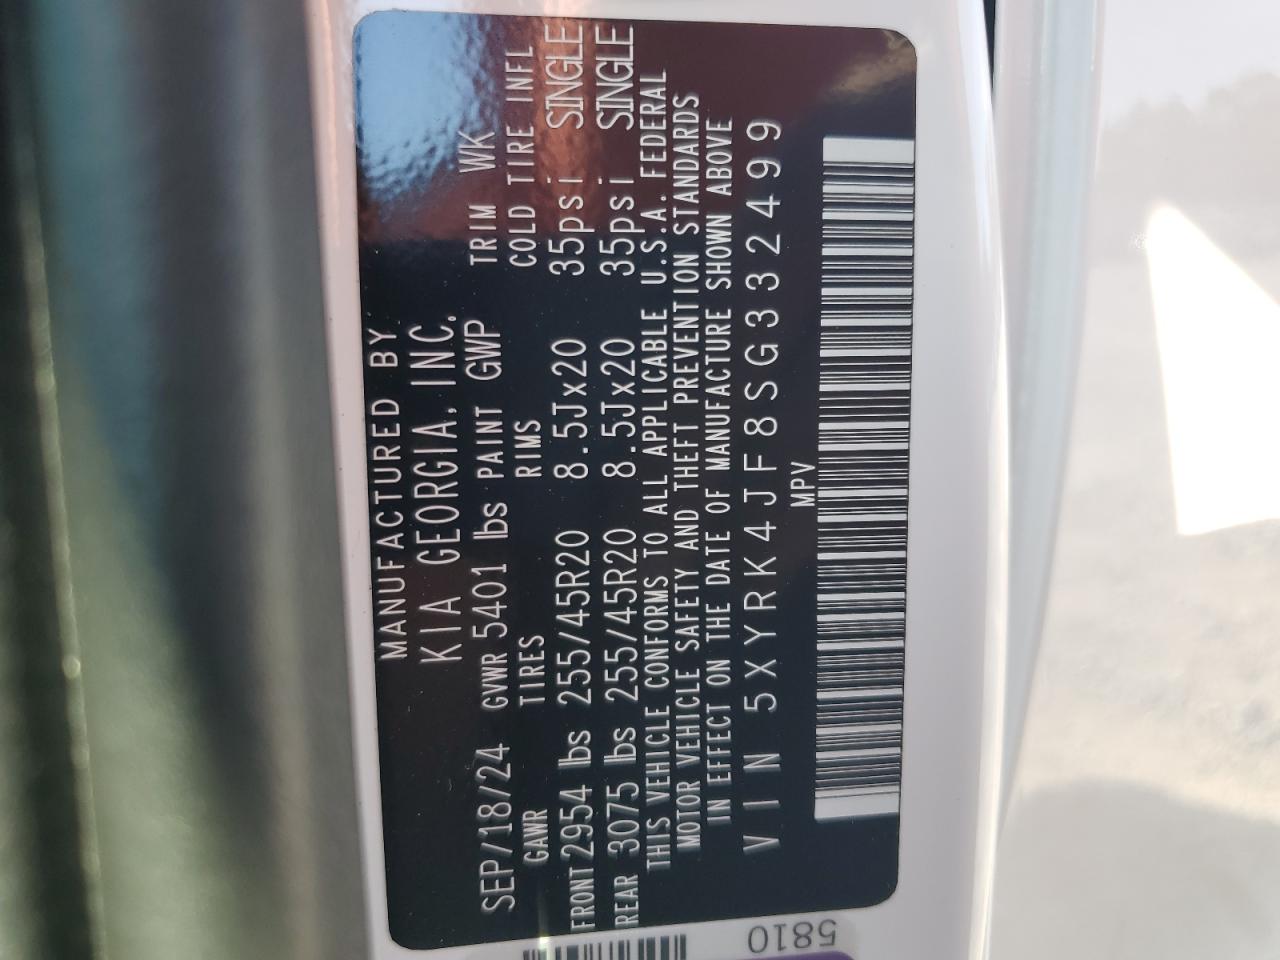 MANUFACTURED BY
KIA GEORGIA, INC.
SEP/18/24 GVWR 5401 lbs PAINT GWP TRIM WK
GAWR TIRES RIMS COLD TIRE INFL
FRONT 2954 lbs 255/45R20 8.5Jx20 35psi SINGLE
REAR 3075 lbs 255/45R20 8.5Jx20 35psi SINGLE
THIS VEHICLE CONFORMS TO ALL APPLICABLE U.S.A. FEDERAL
MOTOR VEHICLE SAFETY AND THEFT PREVENTION STANDARDS
IN EFFECT ON THE DATE OF MANUFACTURE SHOWN ABOVE
VIN 5XYRK4JF8SG332499
MPV
5810